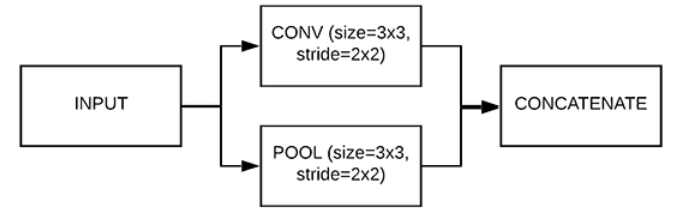 INPUT
CONV (size=3x3,
stride=2x2)
POOL (size=3x3,
stride=2x2)
CONCATENATE